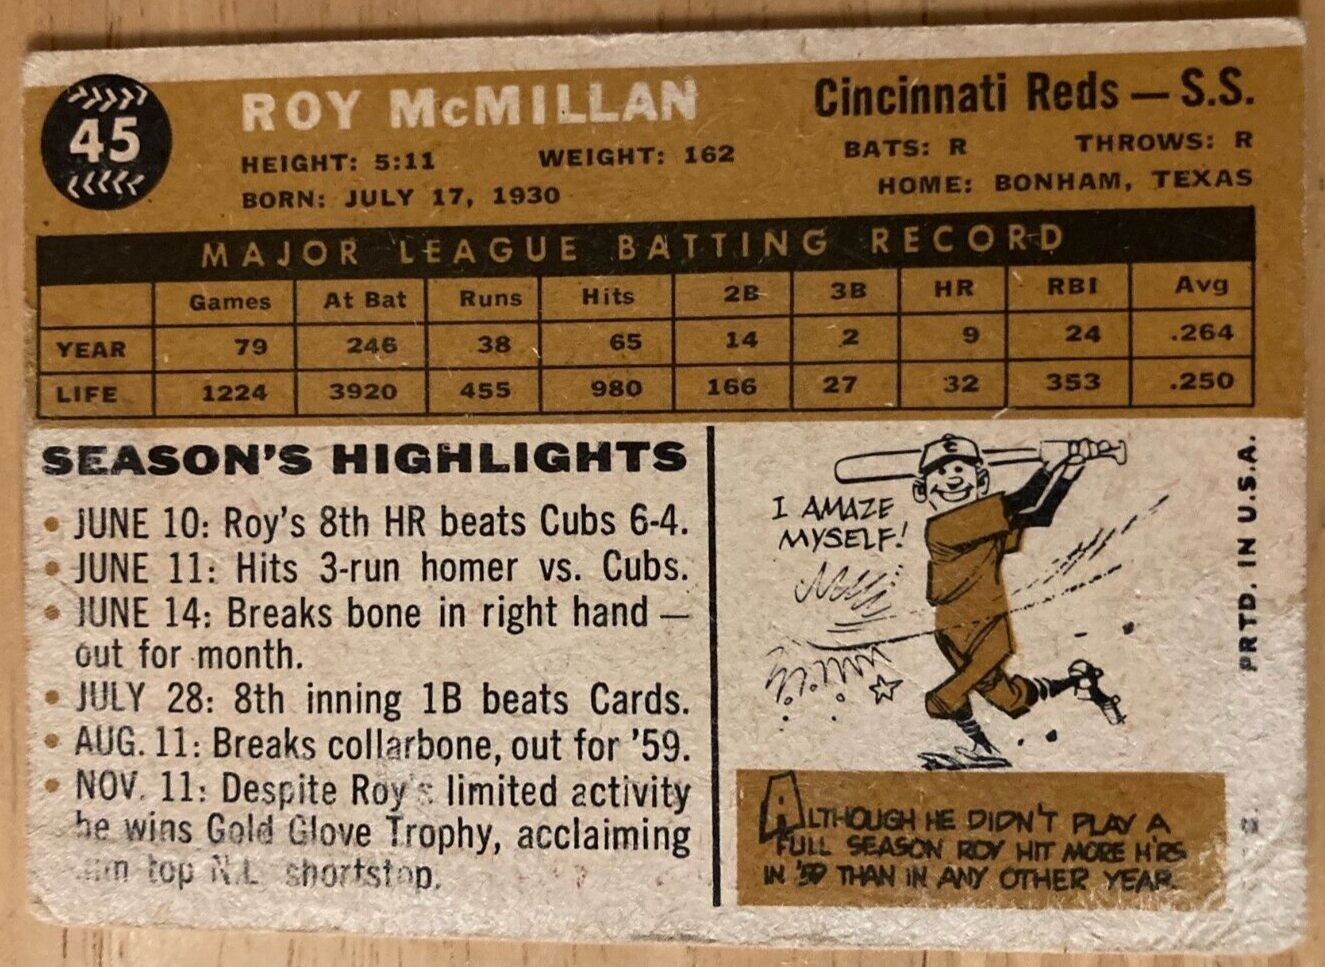 45
ROY McMILLAN
Cincinnati Reds — S.S.
HEIGHT: 5:11 WEIGHT: 162 BATS: R THROWS: R
BORN: JULY 17, 1930 HOME: BONHAM, TEXAS
MAJOR LEAGUE BATTING RECORD
Games At Bat Runs Hits 2B 3B HR RBI Avg
YEAR 79 246 38 65 14 2 9 24 .264
LIFE 1224 3920 455 980 166 27 32 353 .250
SEASON'S HIGHLIGHTS
• JUNE 10: Roy's 8th HR beats Cubs 6-4.
• JUNE 11: Hits 3-run homer vs. Cubs.
• JUNE 14: Breaks bone in right hand —
out for month.
• JULY 28: 8th inning 1B beats Cards.
• AUG. 11: Breaks collarbone, out for '59.
• NOV. 11: Despite Roy's limited activity
he wins Gold Glove Trophy, acclaiming
top N.L. shortstop.
C
I AMAZE
MYSELF!
ALTHOUGH HE DIDN'T PLAY A
FULL SEASON ROY HIT MORE H'RS
IN '59 THAN IN ANY OTHER YEAR.
PRTD. IN U.S.A.